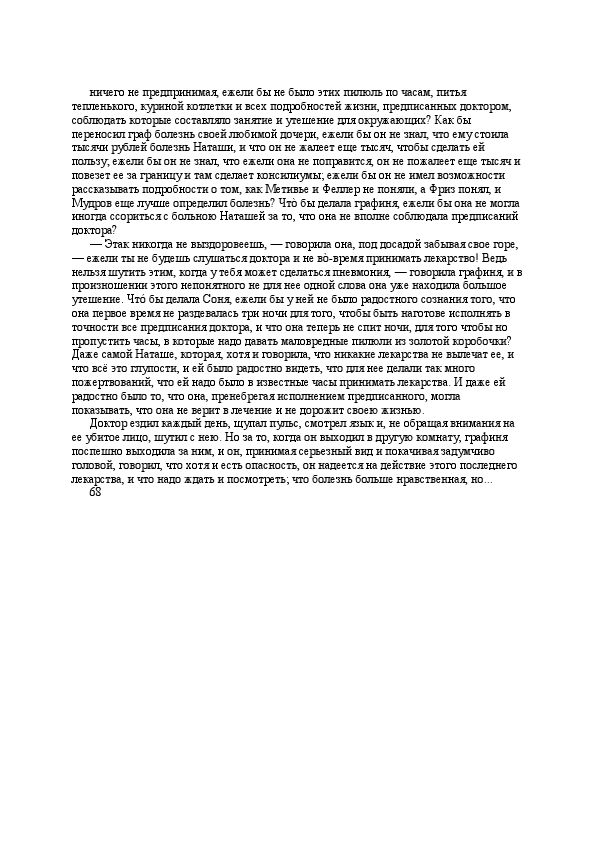 ничего не предпринимая, ежели бы не было этих пилюль по часам, питья
тепленького, куриной котлетки и всех подробностей жизни, предписанных доктором,
соблюдать которые составляло занятие и утешение для окружающих? Как бы
переносил граф болезнь своей любимой дочери, ежели бы он не знал, что ему стоила
тысячи рублей болезнь Наташи, и что он не жалеет еще тысяч, чтобы сделать ей
пользу; ежели бы он не знал, что ежели она не поправится, он не пожалеет еще тысяч и
повезет ее за границу и там сделает консилиумы; ежели бы он не имел возможности
рассказывать подробности о том, как Метивье и Феллер не поняли, а Фриз понял, и
Мудров еще лучше определил болезнь? Что́ бы делала графиня, ежели бы она не могла
иногда ссориться с больною Наташей за то, что она не вполне соблюдала предписаний
доктора?
— Этак никогда не выздоровеешь, — говорила она, под досадой забывая свое горе,
— ежели ты не будешь слушаться доктора и не во́-время принимать лекарство! Ведь
нельзя шутить этим, когда у тебя может сделаться пневмония, — говорила графиня, и в
произношении этого непонятного не для нее одной слова она уже находила большое
утешение. Что́ бы делала Соня, ежели бы у ней не было радостного сознания того, что
она первое время не раздевалась три ночи для того, чтобы быть наготове исполнять в
точности все предписания доктора, и что она теперь не спит ночи, для того чтобы но
пропустить часы, в которые надо давать маловредные пилюли из золотой коробочки?
Даже самой Наташе, которая, хотя и говорила, что никакие лекарства не вылечат ее, и
что всё это глупости, и ей было радостно видеть, что для нее делали так много
пожертвований, что ей надо было в известные часы принимать лекарства. И даже ей
радостно было то, что она, пренебрегая исполнением предписанного, могла
показывать, что она не верит в лечение и не дорожит своею жизнью.
Доктор ездил каждый день, щупал пульс, смотрел язык и, не обращая внимания на
ее убитое лицо, шутил с нею. Но за то, когда он выходил в другую комнату, графиня
поспешно выходила за ним, и он, принимая серьезный вид и покачивая задумчиво
головой, говорил, что хотя и есть опасность, он надеется на действие этого последнего
лекарства, и что надо ждать и посмотреть; что болезнь больше нравственная, но...
68